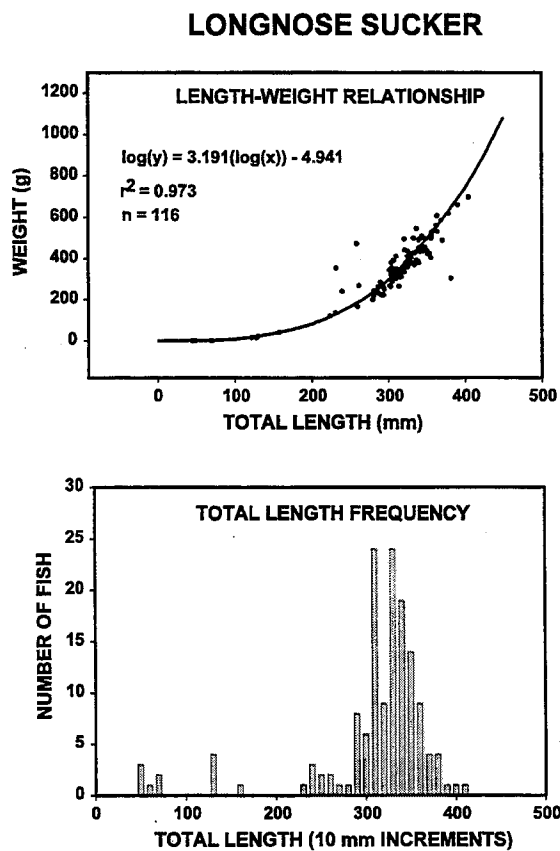 LONGNOSE SUCKER
LENGTH-WEIGHT RELATIONSHIP
log(y) = 3.191(log(x)) - 4.941
r² = 0.973
n = 116
WEIGHT (g)
1200
1000
800
600
400
200
0
0 100 200 300 400 500
TOTAL LENGTH (mm)
TOTAL LENGTH FREQUENCY
NUMBER OF FISH
30
25
20
15
10
5
0
0 100 200 300 400 500
TOTAL LENGTH (10 mm INCREMENTS)